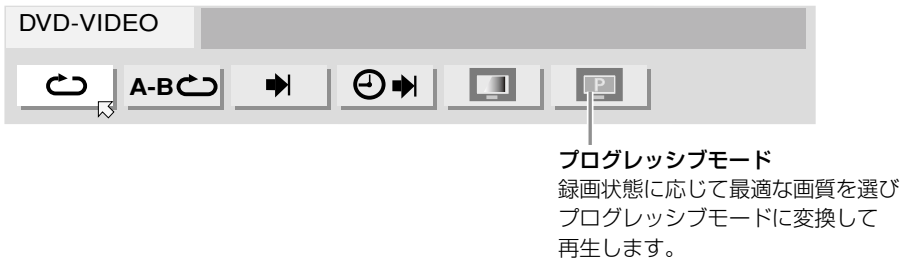 DVD-VIDEO
A-B
P
プログレッシブモード
録画状態に応じて最適な画質を選び
プログレッシブモードに変換して
再生します。